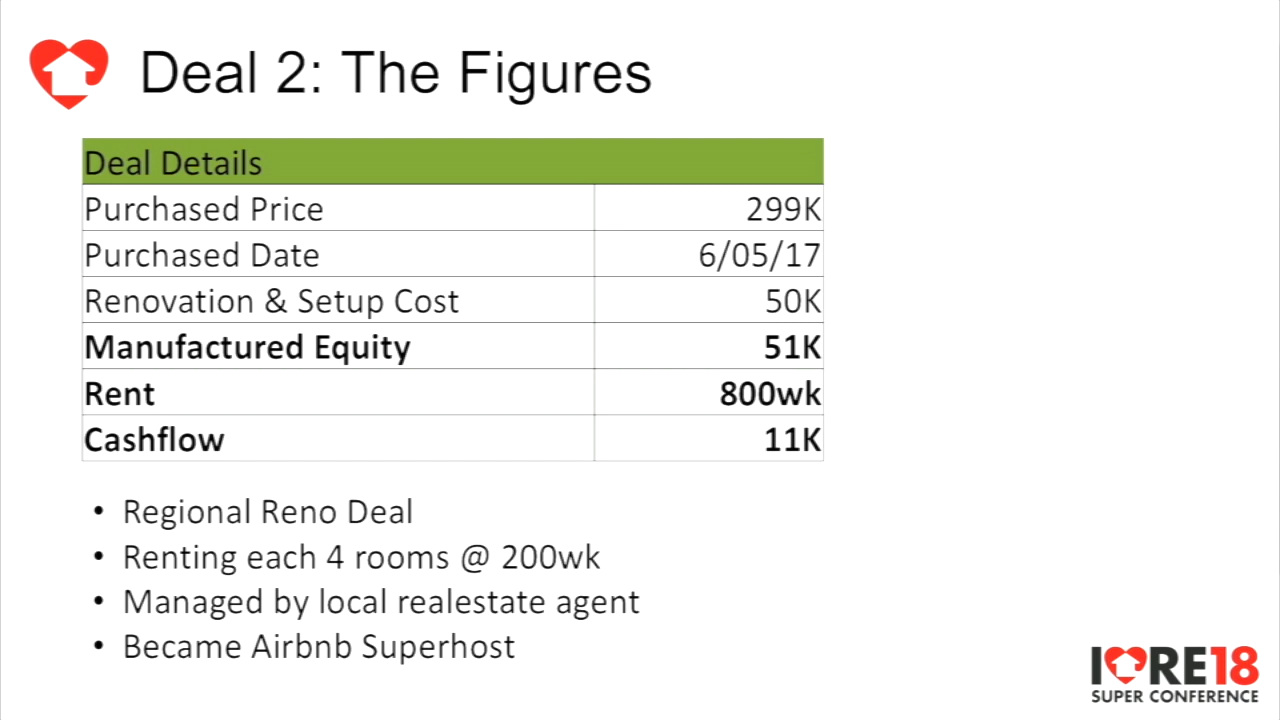 Deal 2: The Figures
Deal Details
Purchased Price 299K
Purchased Date 6/05/17
Renovation & Setup Cost 50K
Manufactured Equity 51K
Rent 800wk
Cashflow 11K
• Regional Reno Deal
• Renting each 4 rooms @ 200wk
• Managed by local realestate agent
• Became Airbnb Superhost
I RE18
SUPER CONFERENCE